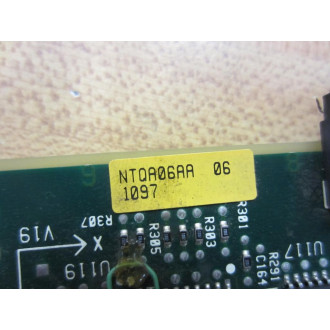 NTQA06AA 06
1097
R307
R305
R303
R301
V19
X
U119
U117
C164
R291